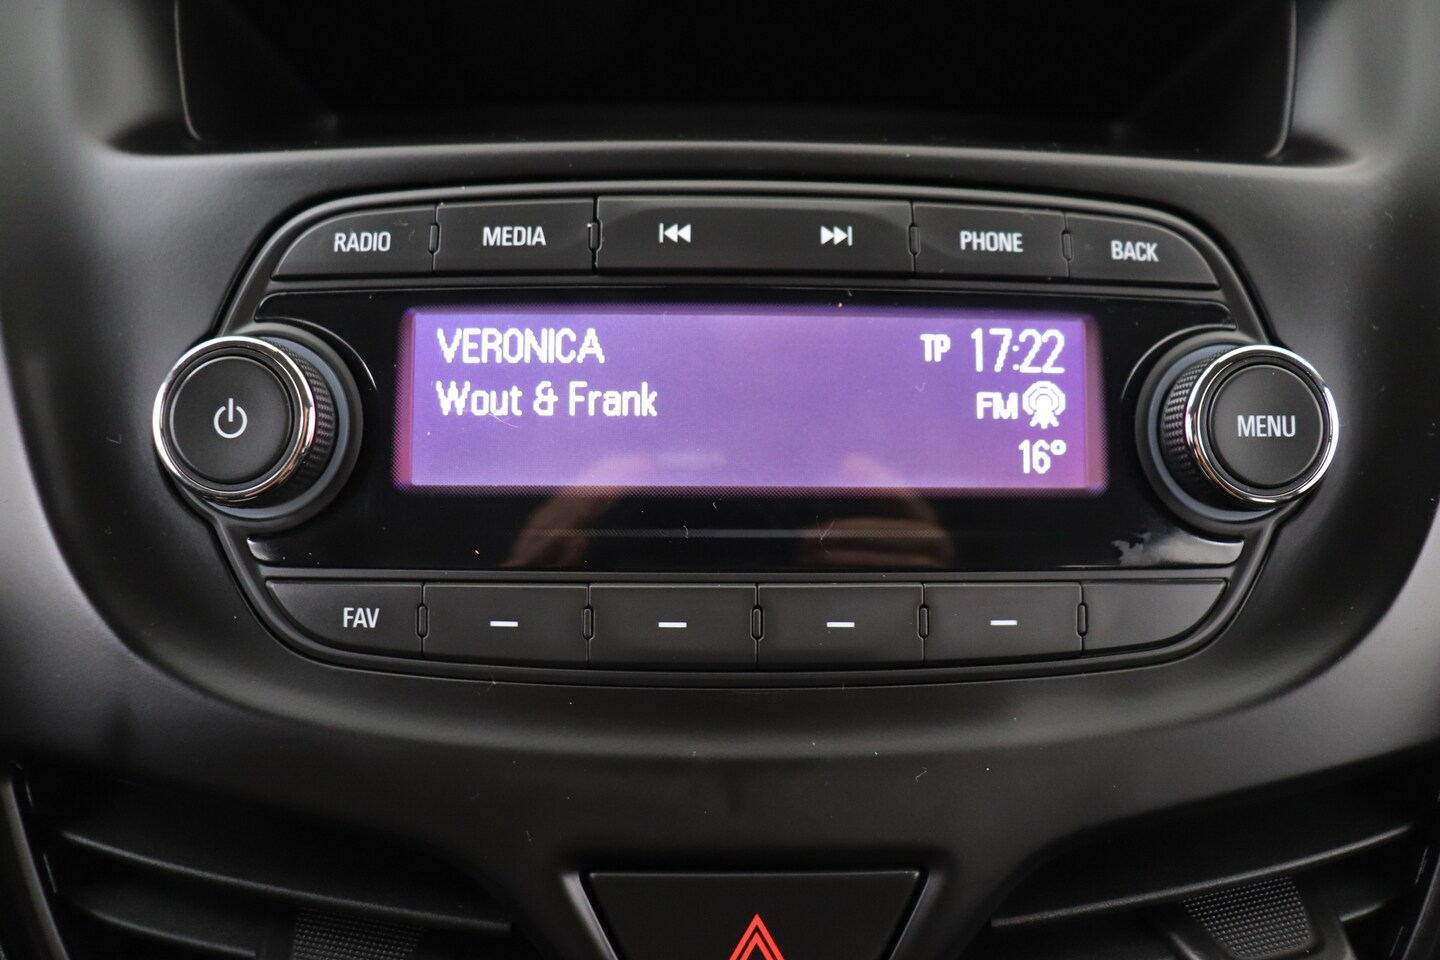 RADIO MEDIA PHONE BACK
VERONICA TP 17:22
Wout & Frank FM
16°
MENU
FAV